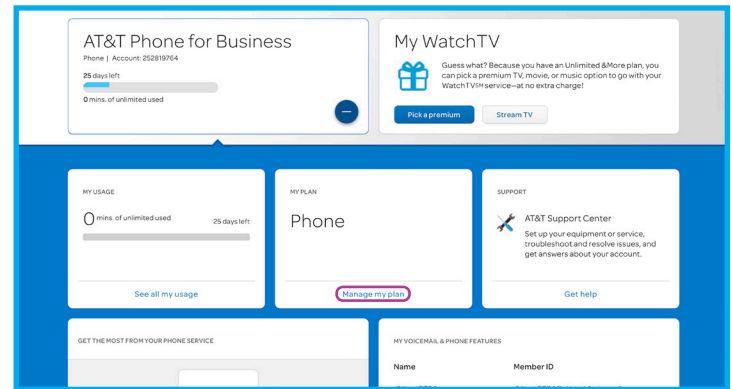 AT&T Phone for Business
Phone | Account: 252819764
25 days left
0 mins. of unlimited used
My WatchTV
Guess what? Because you have an Unlimited &More plan, you
can pick a premium TV, movie, or music option to go with your
WatchTV℠ service—at no extra charge!
Pick a premium
Stream TV
MY USAGE
0 mins. of unlimited used
25 days left
See all my usage
MY PLAN
Phone
Manage my plan
SUPPORT
AT&T Support Center
Set up your equipment or service,
troubleshoot and resolve issues, and
get answers about your account.
Get help
GET THE MOST FROM YOUR PHONE SERVICE
MY VOICEMAIL & PHONE FEATURES
Name
Member ID